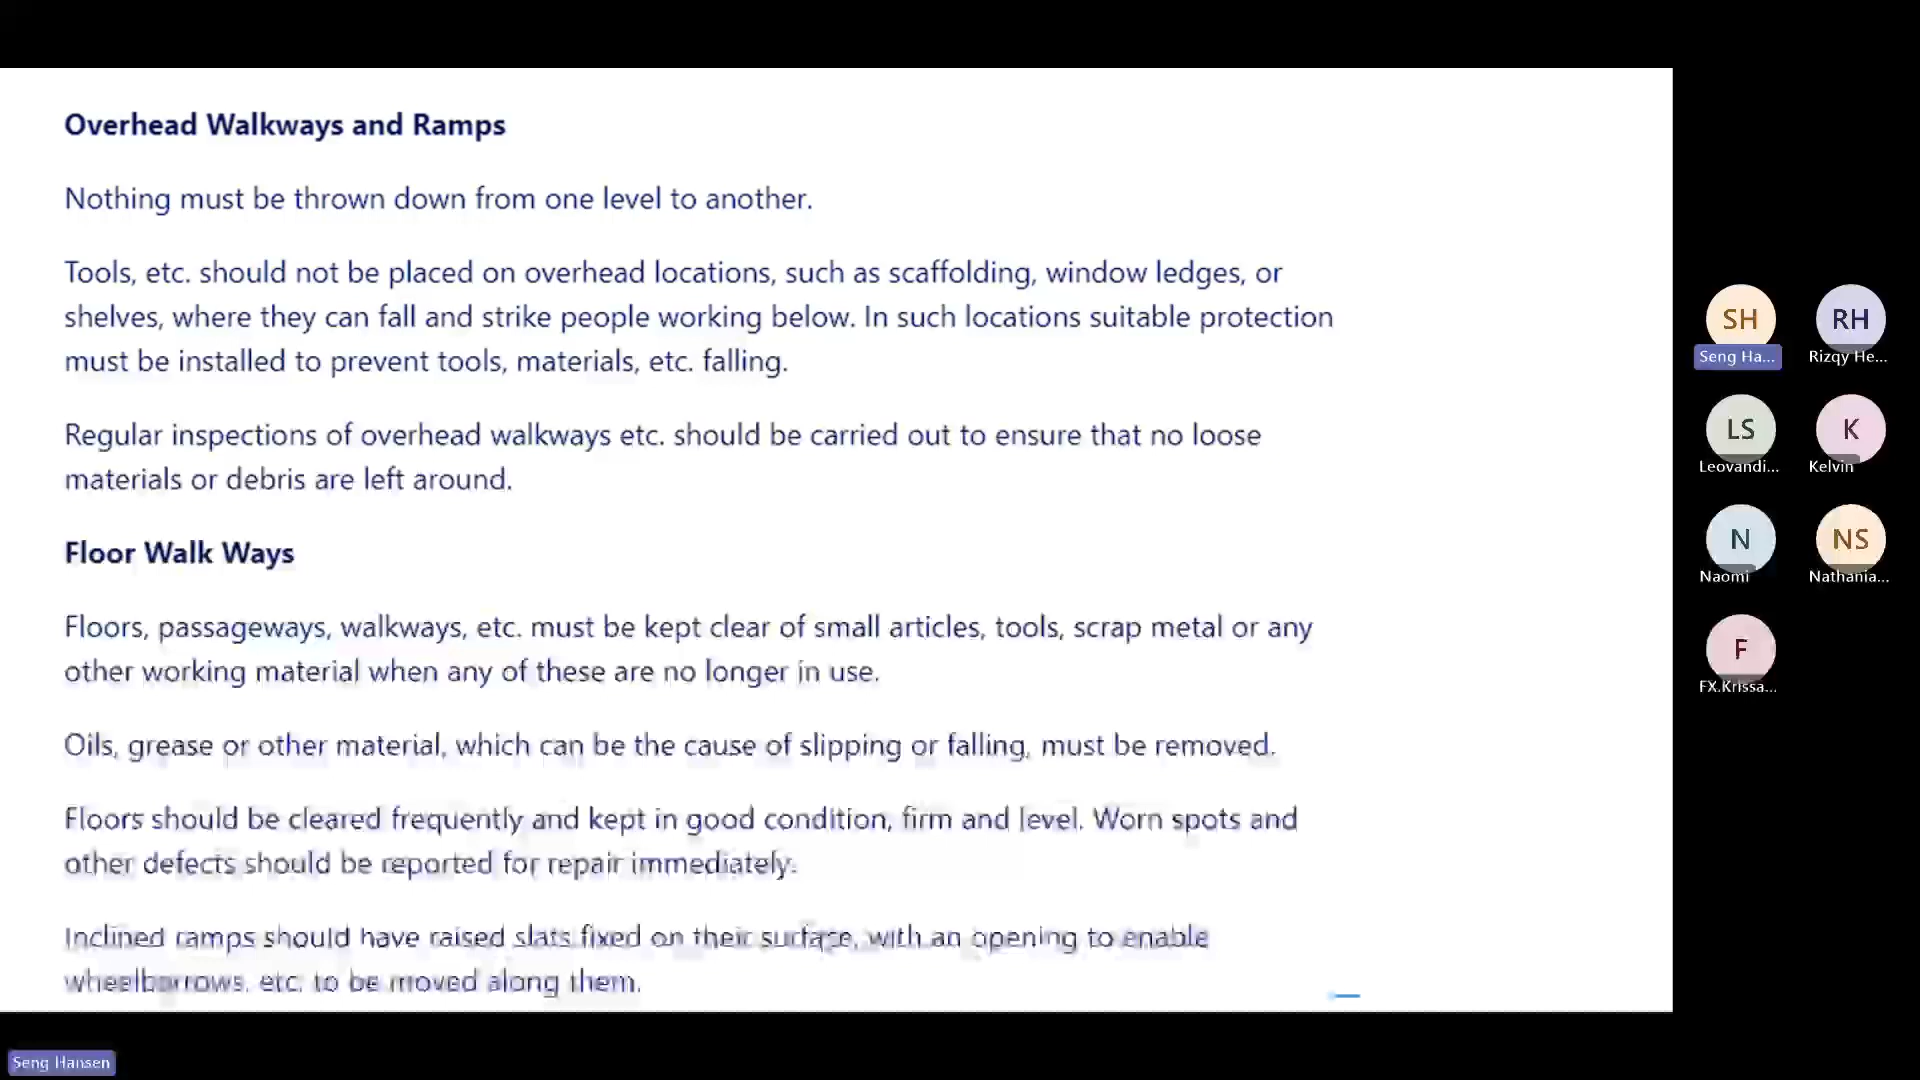 Overhead Walkways and Ramps
Nothing must be thrown down from one level to another.
Tools, etc. should not be placed on overhead locations, such as scaffolding, window ledges, or
shelves, where they can fall and strike people working below. In such locations suitable protection
must be installed to prevent tools, materials, etc. falling.
Regular inspections of overhead walkways etc. should be carried out to ensure that no loose
materials or debris are left around.
Floor Walk Ways
Floors, passageways, walkways, etc. must be kept clear of small articles, tools, scrap metal or any
other working material when any of these are no longer in use.
Oils, grease or other material, which can be the cause of slipping or falling, must be removed.
Floors should be cleared frequently and kept in good condition, firm and level. Worn spots and
other defects should be reported for repair immediately.
Inclined ramps should have raised slats fixed on their surface, with an opening to enable
wheelbarrows, etc. to be moved along them.
SH
Seng Ha...
RH
Rizqy He...
LS
Leovandi...
K
Kelvin
N
Naomi
NS
Nathania...
F
FX.Krissa...
Seng Hansen